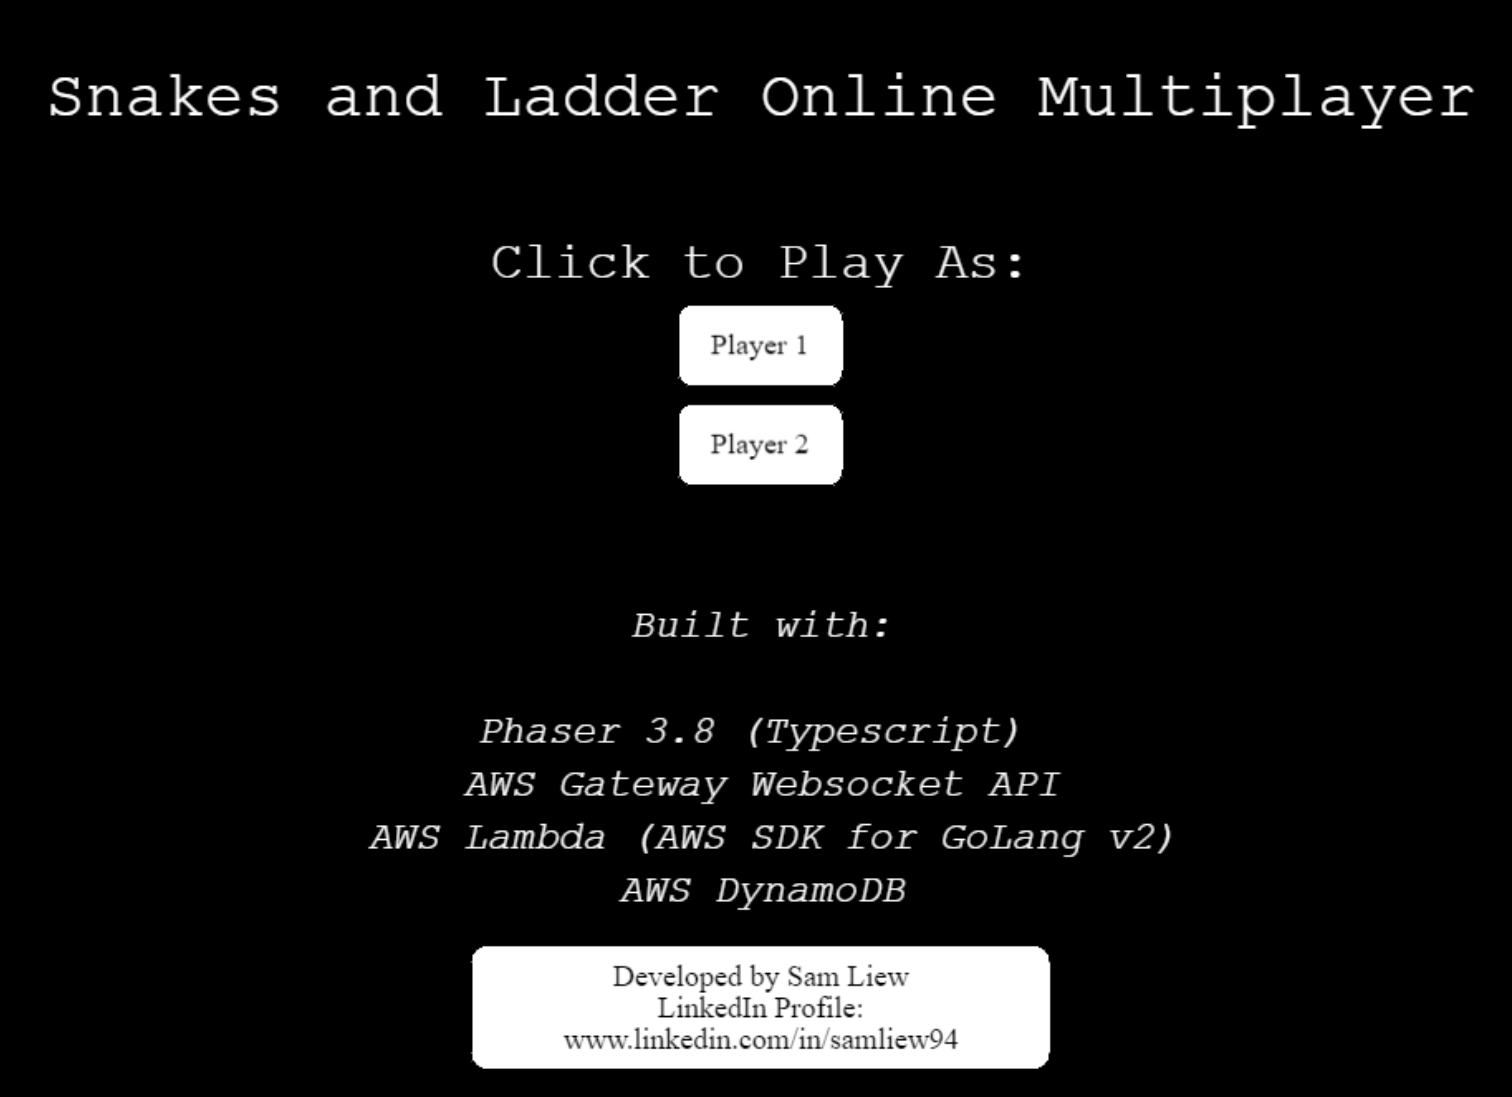 Snakes and Ladder Online Multiplayer
Click to Play As:
Player 1
Player 2
Built with:
Phaser 3.8 (Typescript)
AWS Gateway Websocket API
AWS Lambda (AWS SDK for GoLang v2)
AWS DynamoDB
Developed by Sam Liew
LinkedIn Profile:
www.linkedin.com/in/samliew94